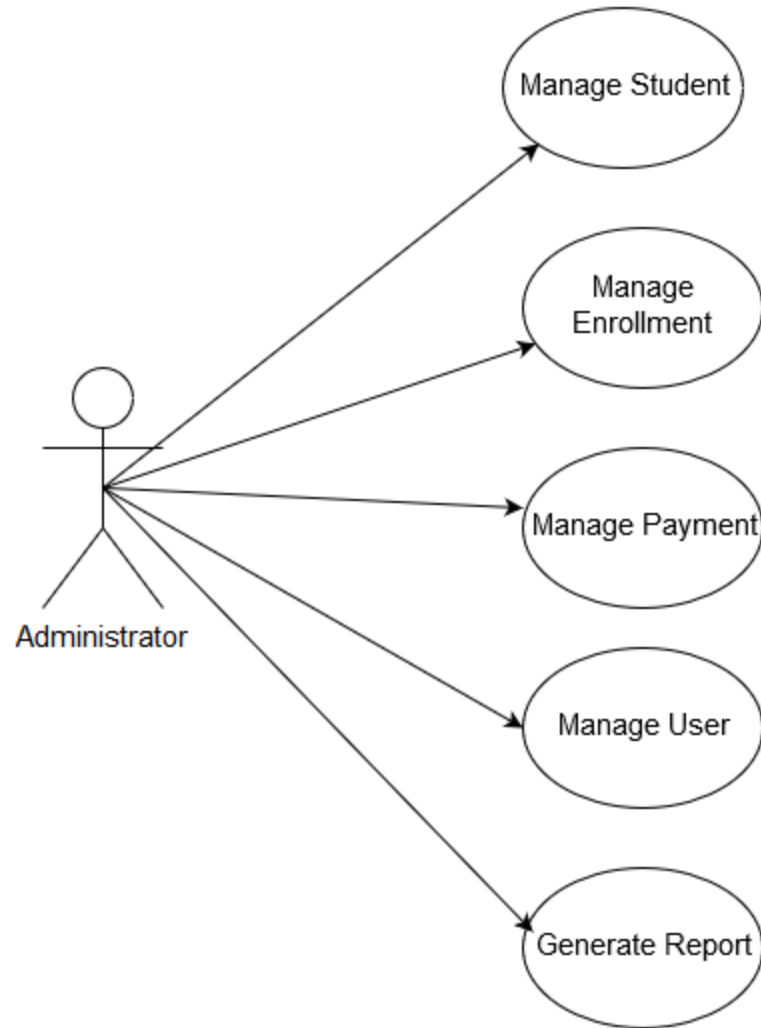 Manage Student
Manage
Enrollment
Manage Payment
Administrator
Manage User
Generate Report